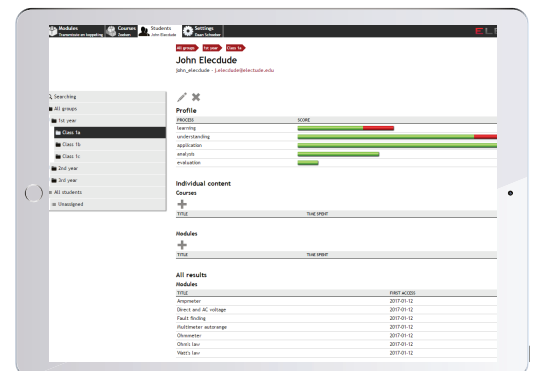 Modules Courses Students Settings
Transmissie en koppeling Zoeken John Elecdude Daan Schoaker
ELE
All groups 1st year Class 1a
John Elecdude
john_elecdude - j.elecdude@electude.edu
Searching
All groups
1st year
Class 1a
Class 1b
Class 1c
2nd year
3rd year
All students
Unassigned
Profile
PROCESS SCORE
learning
understanding
application
analysis
evaluation
Individual content
Courses
TITLE TIME SPENT
Modules
TITLE TIME SPENT
All results
Modules
TITLE FIRST ACCESS
Ampmeter 2017-01-12
Direct and AC voltage 2017-01-12
Fault finding 2017-01-12
Multimeter autorange 2017-01-12
Ohmmeter 2017-01-12
Ohm's law 2017-01-12
Watt's law 2017-01-12